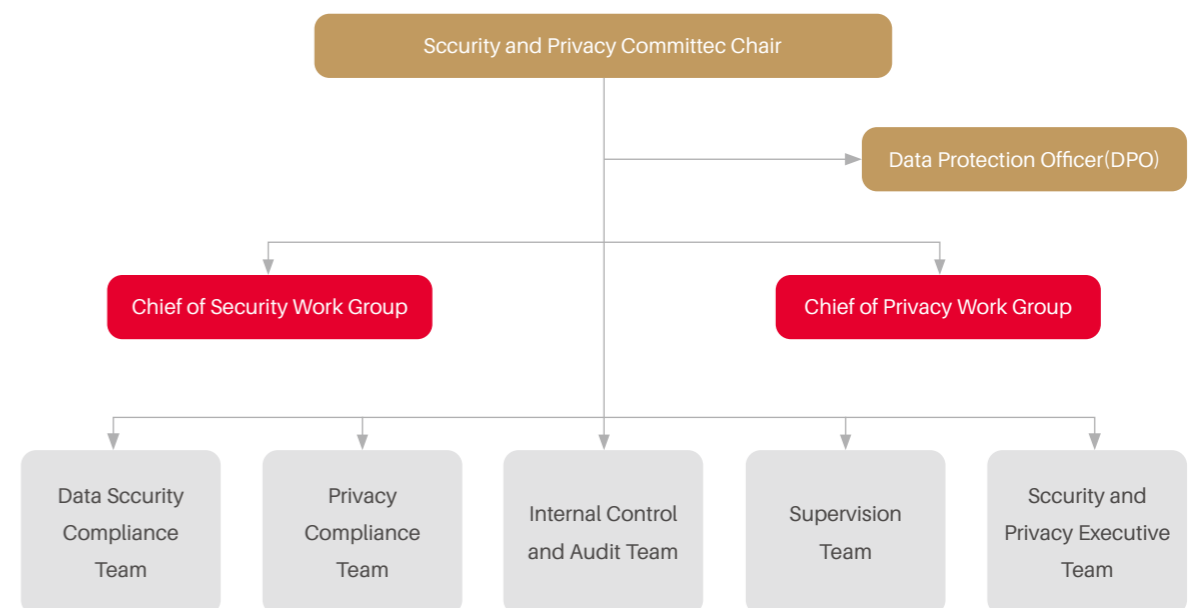 Sccurity and Privacy Committec Chair
Data Protection Officer(DPO)
Chief of Security Work Group
Chief of Privacy Work Group
Data Sccurity
Compliance
Team
Privacy
Compliance
Team
Internal Control
and Audit Team
Supervision
Team
Sccurity and
Privacy Executive
Team